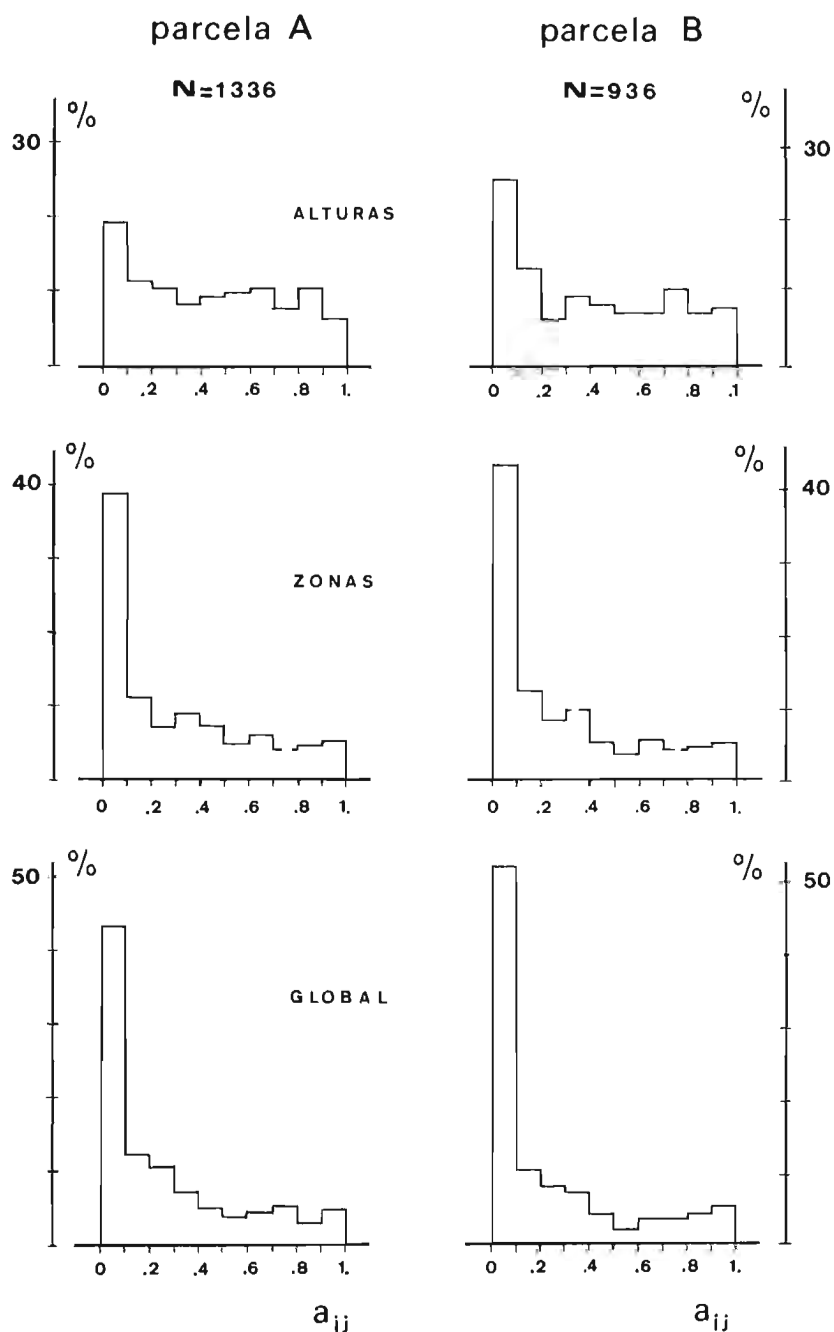 parcela A parcela B
N=1336 N=936
% %
30 30
ALTURAS
0 .2 .4 .6 .8 1. 0 .2 .4 .6 .8 .1
% %
40 40
ZONAS
0 .2 .4 .6 .8 1. 0 .2 .4 .6 .8 1.
% %
50 50
GLOBAL
0 .2 .4 .6 .8 1. 0 .2 .4 .6 .8 1.
aij aij